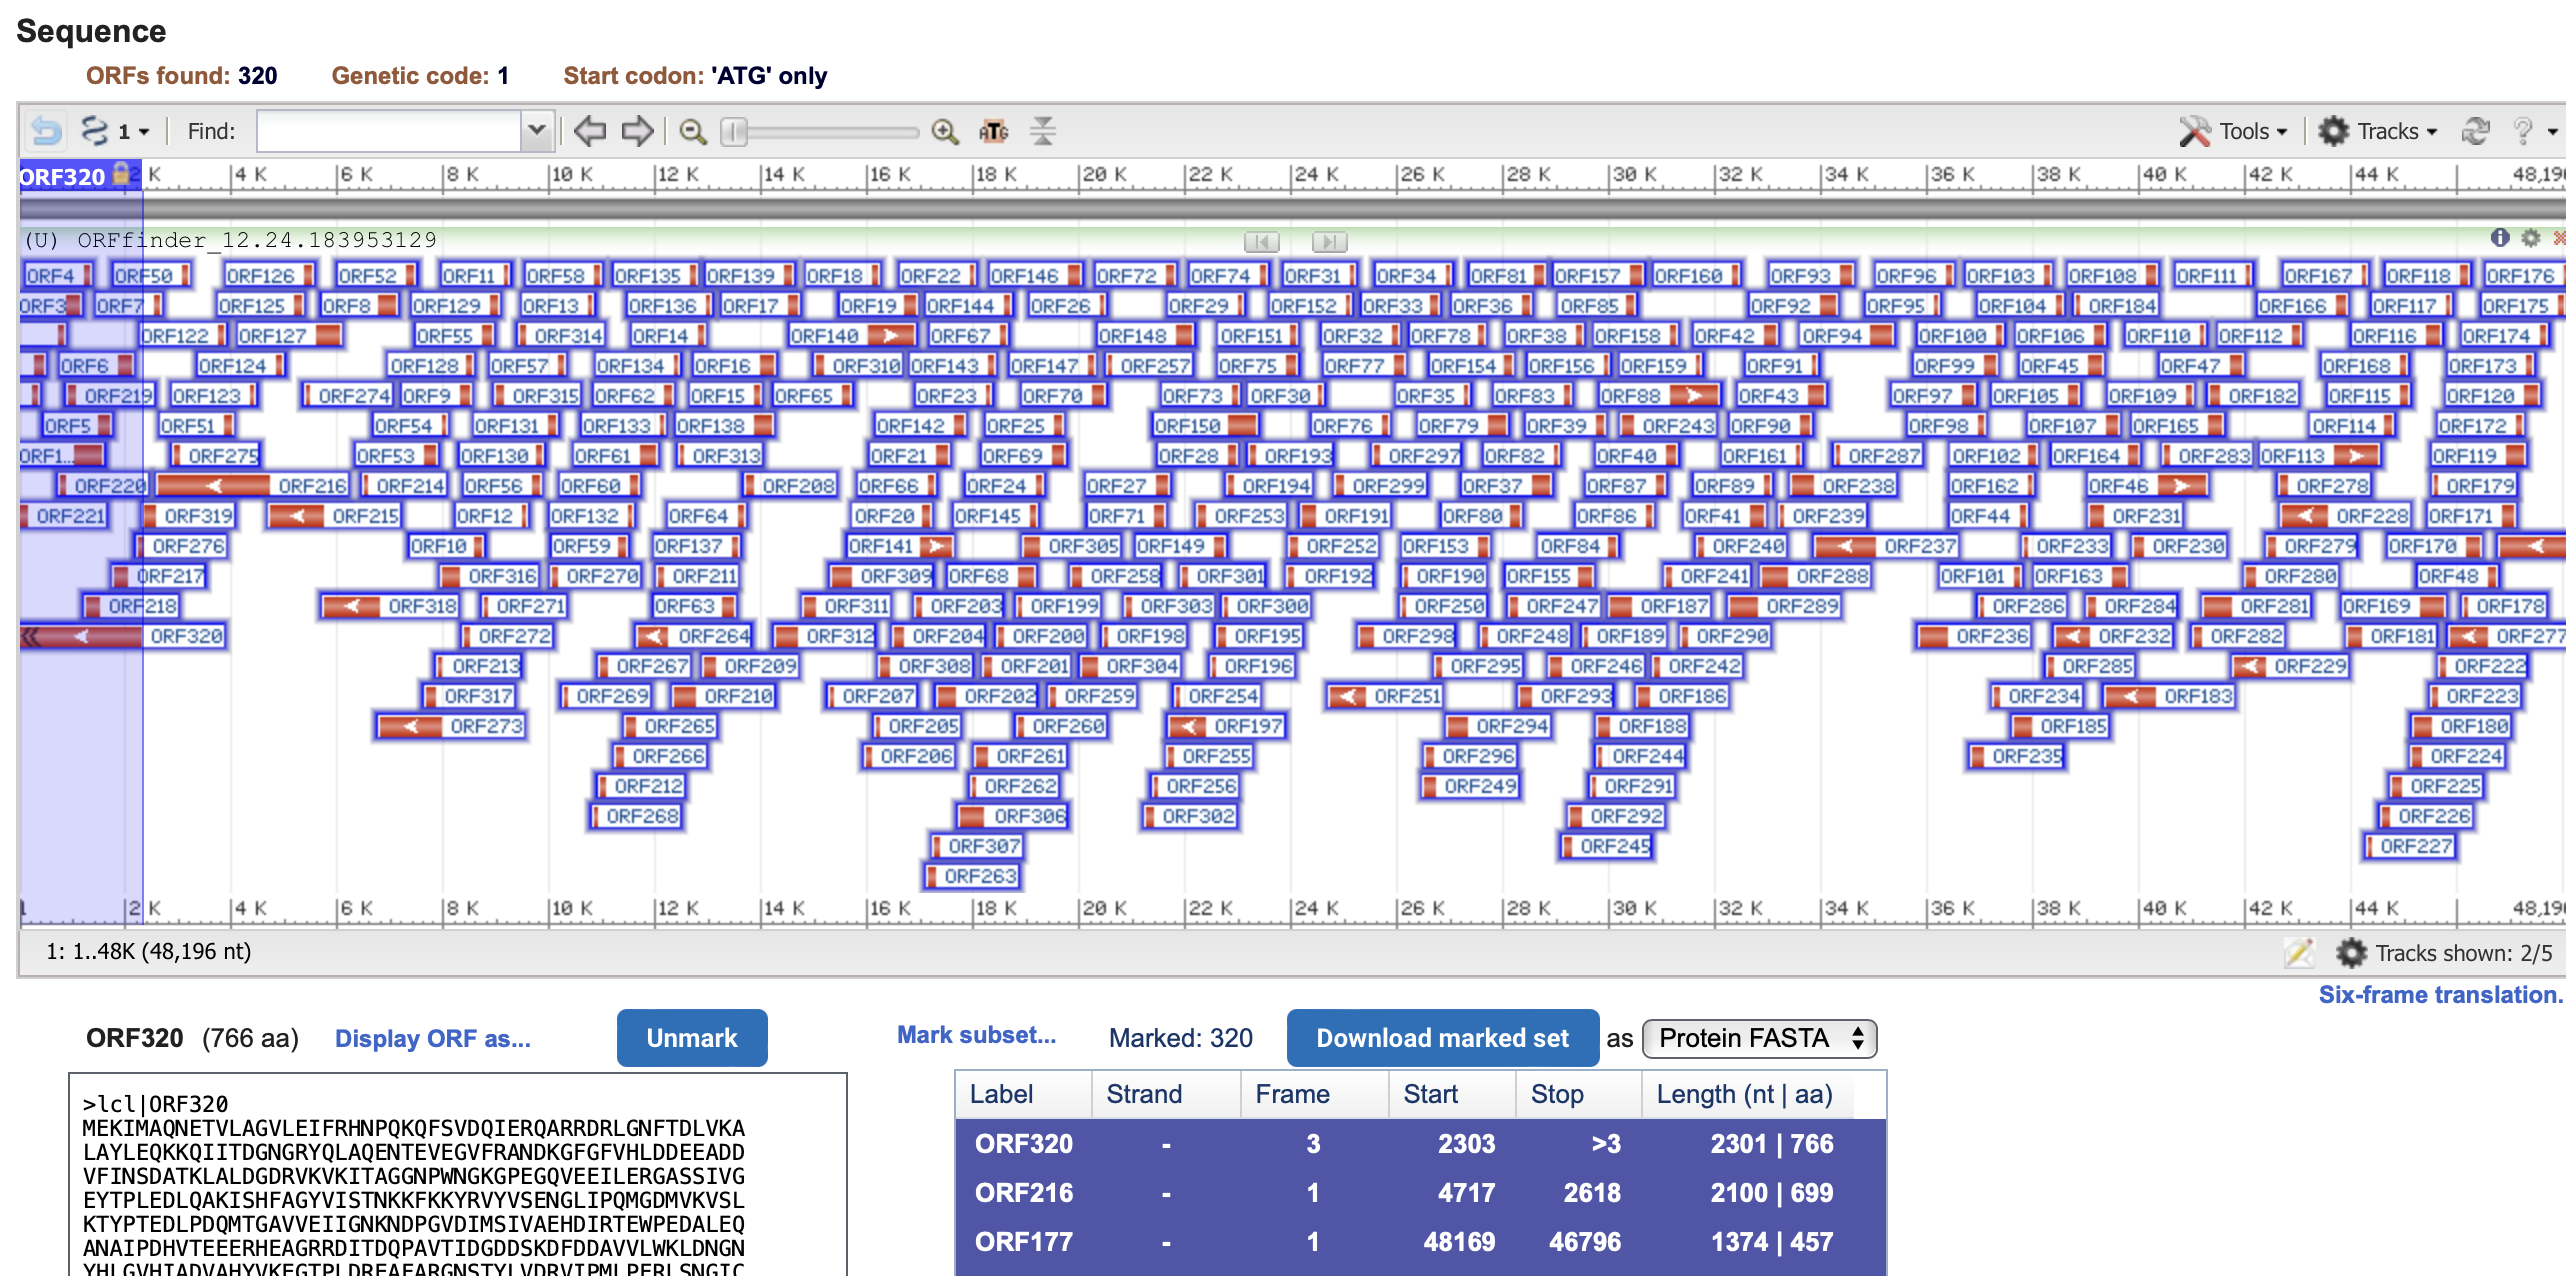 Sequence
ORFs found: 320 Genetic code: 1 Start codon: 'ATG' only
1 Find: ATG Tools Tracks ?
ORF320 2 K 4 K 6 K 8 K 10 K 12 K 14 K 16 K 18 K 20 K 22 K 24 K 26 K 28 K 30 K 32 K 34 K 36 K 38 K 40 K 42 K 44 K 48,19
(U) ORFfinder_12.24.183953129
ORF4 ORF50 ORF126 ORF52 ORF11 ORF58 ORF135 ORF139 ORF18 ORF22 ORF146 ORF72 ORF74 ORF31 ORF34 ORF81 ORF157 ORF160 ORF93 ORF96 ORF103 ORF108 ORF111 ORF167 ORF118 ORF176
ORF3 ORF7 ORF125 ORF8 ORF129 ORF13 ORF136 ORF17 ORF19 ORF144 ORF26 ORF29 ORF152 ORF33 ORF36 ORF85 ORF92 ORF95 ORF104 ORF184 ORF166 ORF117 ORF175
ORF122 ORF127 ORF55 ORF314 ORF14 ORF140 ORF67 ORF148 ORF151 ORF32 ORF78 ORF38 ORF158 ORF42 ORF94 ORF100 ORF106 ORF110 ORF112 ORF116 ORF174
ORF6 ORF124 ORF128 ORF57 ORF134 ORF16 ORF310 ORF143 ORF147 ORF257 ORF75 ORF77 ORF154 ORF156 ORF159 ORF91 ORF99 ORF45 ORF47 ORF168 ORF173
ORF219 ORF123 ORF274 ORF9 ORF315 ORF62 ORF15 ORF65 ORF23 ORF70 ORF73 ORF30 ORF35 ORF83 ORF88 ORF43 ORF97 ORF105 ORF109 ORF182 ORF115 ORF120
ORF5 ORF51 ORF54 ORF131 ORF133 ORF138 ORF142 ORF25 ORF150 ORF76 ORF79 ORF39 ORF243 ORF90 ORF98 ORF107 ORF165 ORF114 ORF172
ORF1... ORF275 ORF53 ORF130 ORF61 ORF313 ORF21 ORF69 ORF28 ORF193 ORF297 ORF82 ORF40 ORF161 ORF287 ORF102 ORF164 ORF283 ORF113 ORF119
ORF220 ORF216 ORF214 ORF56 ORF60 ORF208 ORF66 ORF24 ORF27 ORF194 ORF299 ORF37 ORF87 ORF89 ORF238 ORF162 ORF46 ORF278 ORF179
ORF221 ORF319 ORF215 ORF12 ORF132 ORF64 ORF20 ORF145 ORF71 ORF253 ORF191 ORF80 ORF86 ORF41 ORF239 ORF44 ORF231 ORF228 ORF171
ORF276 ORF10 ORF59 ORF137 ORF141 ORF305 ORF149 ORF252 ORF153 ORF84 ORF240 ORF237 ORF233 ORF230 ORF279 ORF170
ORF217 ORF316 ORF270 ORF211 ORF309 ORF68 ORF258 ORF301 ORF192 ORF190 ORF155 ORF241 ORF288 ORF101 ORF163 ORF280 ORF48
ORF218 ORF318 ORF271 ORF63 ORF311 ORF203 ORF199 ORF303 ORF300 ORF250 ORF247 ORF187 ORF289 ORF286 ORF284 ORF281 ORF169 ORF178
ORF320 ORF272 ORF264 ORF312 ORF204 ORF200 ORF198 ORF195 ORF298 ORF248 ORF189 ORF290 ORF236 ORF232 ORF282 ORF181 ORF277
ORF213 ORF267 ORF209 ORF308 ORF201 ORF304 ORF196 ORF295 ORF246 ORF242 ORF285 ORF229 ORF222
ORF317 ORF269 ORF210 ORF207 ORF202 ORF259 ORF254 ORF251 ORF293 ORF186 ORF234 ORF183 ORF223
ORF273 ORF265 ORF205 ORF260 ORF197 ORF294 ORF188 ORF185 ORF180
ORF266 ORF206 ORF261 ORF255 ORF296 ORF244 ORF235 ORF224
ORF212 ORF262 ORF256 ORF249 ORF291 ORF225
ORF268 ORF306 ORF302 ORF292 ORF226
ORF307 ORF245 ORF227
ORF263
1 2 K 4 K 6 K 8 K 10 K 12 K 14 K 16 K 18 K 20 K 22 K 24 K 26 K 28 K 30 K 32 K 34 K 36 K 38 K 40 K 42 K 44 K 48,19
1: 1..48K (48,196 nt) Tracks shown: 2/5
Six-frame translation.
ORF320 (766 aa) Display ORF as... Unmark Mark subset... Marked: 320 Download marked set as Protein FASTA
Label Strand Frame Start Stop Length (nt | aa)
ORF320 - 3 2303 >3 2301 | 766
ORF216 - 1 4717 2618 2100 | 699
ORF177 - 1 48169 46796 1374 | 457
>lcl|ORF320
MEKIMAQNETVLAGVLEIFRHNPQKQFSVDQIERQARRDRLGNFTDLVKA
LAYLEQKKQIITDGNGRYQLAQENTEVEGVFRANDKGFGFVHLDDEEADD
VFINSDATKLALDGDRVKVKITAGGNPWNGKGPEGQVEEILERGASSIVG
EYTPLEDLQAKISHFAGYVISTNKKFKKYRVYVSENGLIPQMGDMVKVSL
KTYPTEDLPDQMTGAVVEIIGNKNDPGVDIMSIVAEHDIRTEWPEDALEQ
ANAIPDHVTEEERHEAGRRDITDQPAVTIDGDDSKDFDDAVVLWKLDNGN